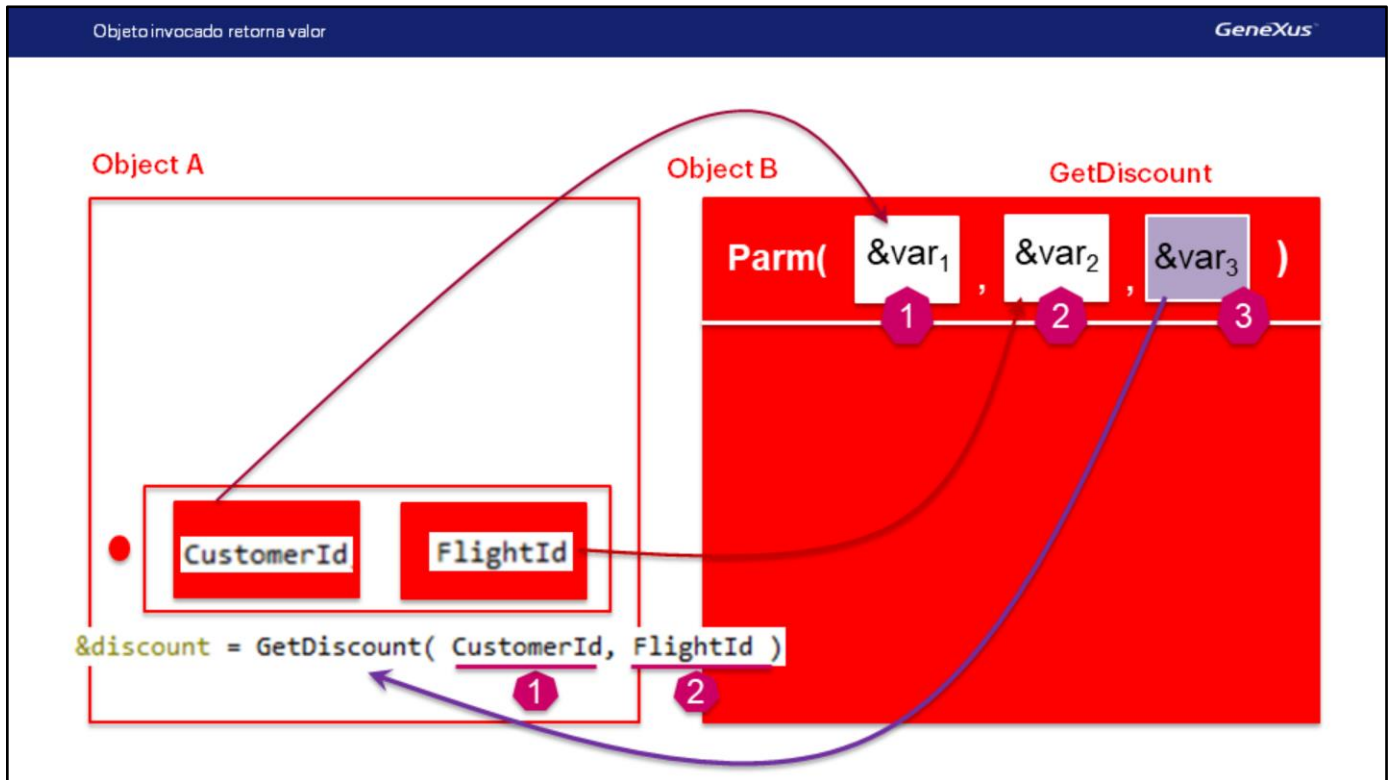 Objeto invocado retorna valor
GeneXus™
Object A
Object B
GetDiscount
Parm( &var₁ , &var₂ , &var₃ )
1 2 3
CustomerId FlightId
&discount = GetDiscount( CustomerId, FlightId )
1 2